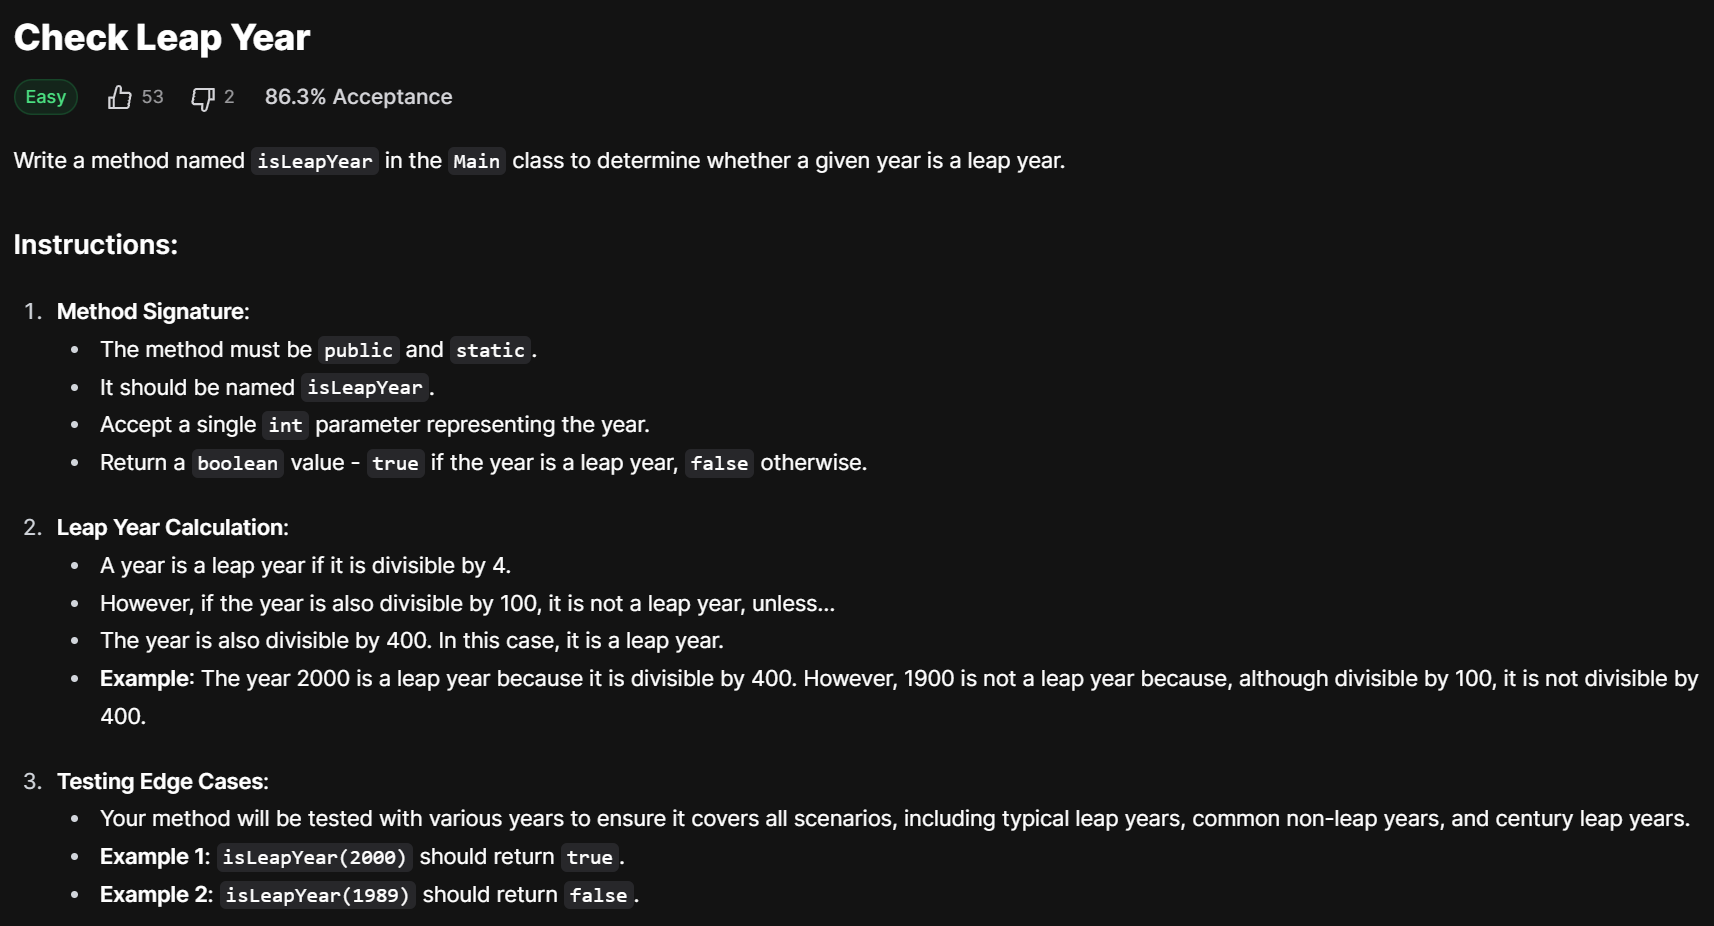 Check Leap Year
Easy 53 2 86.3% Acceptance
Write a method named isLeapYear in the Main class to determine whether a given year is a leap year.
Instructions:
1. Method Signature:
• The method must be public and static.
• It should be named isLeapYear.
• Accept a single int parameter representing the year.
• Return a boolean value - true if the year is a leap year, false otherwise.
2. Leap Year Calculation:
• A year is a leap year if it is divisible by 4.
• However, if the year is also divisible by 100, it is not a leap year, unless...
• The year is also divisible by 400. In this case, it is a leap year.
• Example: The year 2000 is a leap year because it is divisible by 400. However, 1900 is not a leap year because, although divisible by 100, it is not divisible by
400.
3. Testing Edge Cases:
• Your method will be tested with various years to ensure it covers all scenarios, including typical leap years, common non-leap years, and century leap years.
• Example 1: isLeapYear(2000) should return true.
• Example 2: isLeapYear(1989) should return false.